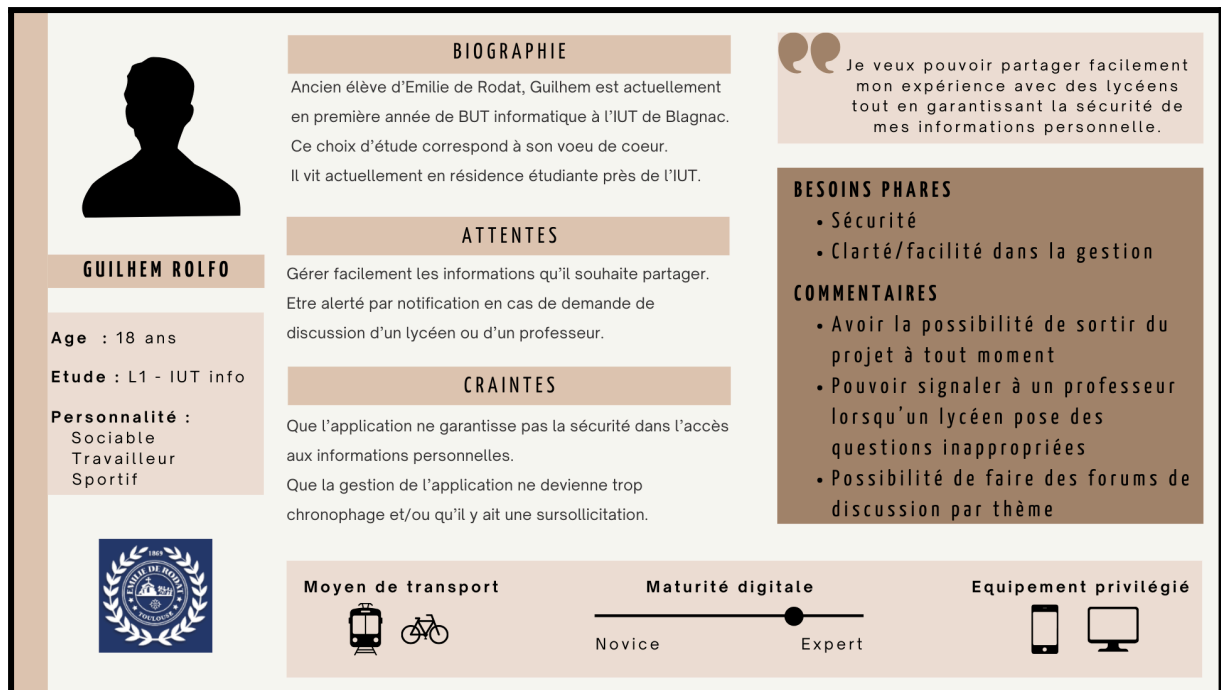 GUILHEM ROLFO
Age : 18 ans
Etude : L1 - IUT info
Personnalité :
Sociable
Travailleur
Sportif
1869
EMILIE DE RODAT
TOULOUSE
BIOGRAPHIE
Ancien élève d'Emilie de Rodat, Guilhem est actuellement
en première année de BUT informatique à l'IUT de Blagnac.
Ce choix d'étude correspond à son voeu de coeur.
Il vit actuellement en résidence étudiante près de l'IUT.
ATTENTES
Gérer facilement les informations qu'il souhaite partager.
Etre alerté par notification en cas de demande de
discussion d'un lycéen ou d'un professeur.
CRAINTES
Que l'application ne garantisse pas la sécurité dans l'accès
aux informations personnelles.
Que la gestion de l'application ne devienne trop
chronophage et/ou qu'il y ait une sursollicitation.
Je veux pouvoir partager facilement
mon expérience avec des lycéens
tout en garantissant la sécurité de
mes informations personnelle.
BESOINS PHARES
• Sécurité
• Clarté/facilité dans la gestion
COMMENTAIRES
• Avoir la possibilité de sortir du
projet à tout moment
• Pouvoir signaler à un professeur
lorsqu'un lycéen pose des
questions inappropriées
• Possibilité de faire des forums de
discussion par thème
Moyen de transport
Maturité digitale
Novice
Expert
Equipement privilégié